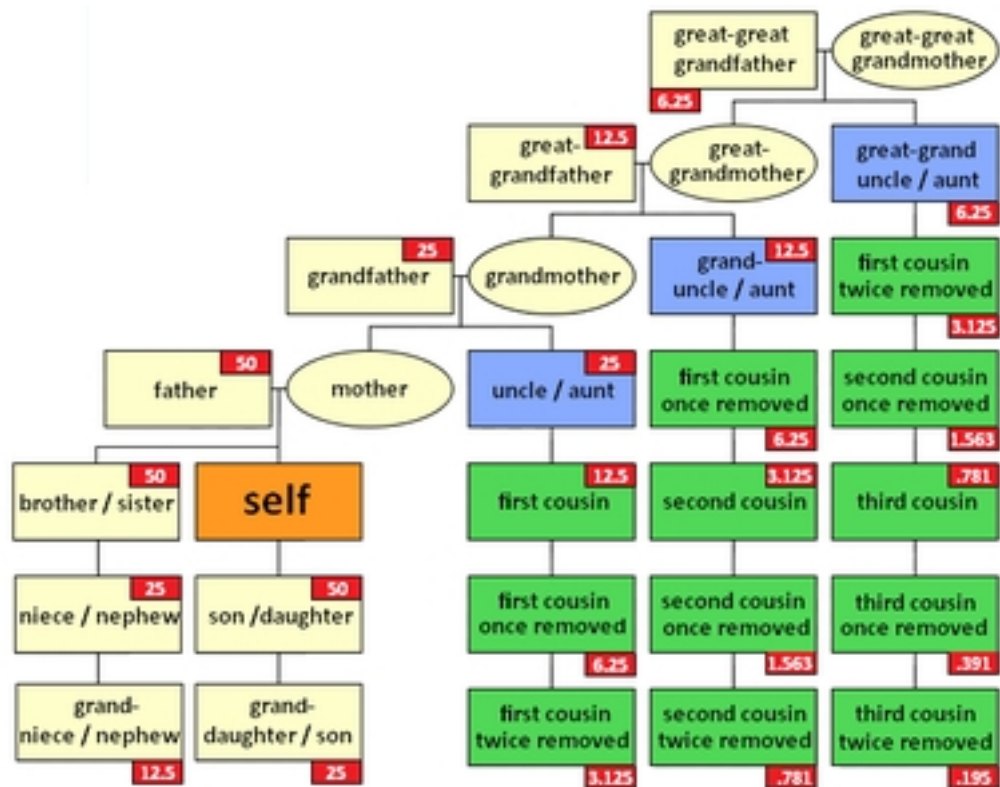 great-great
grandfather
6.25
great-great
grandmother
great-
grandfather
12.5
great-
grandmother
great-grand
uncle / aunt
6.25
grandfather
25
grandmother
grand-
uncle / aunt
12.5
first cousin
twice removed
3.125
father
50
mother
uncle / aunt
25
first cousin
once removed
6.25
second cousin
once removed
1.563
brother / sister
50
self
first cousin
12.5
second cousin
3.125
third cousin
.781
niece / nephew
25
son /daughter
50
first cousin
once removed
6.25
second cousin
once removed
1.563
third cousin
once removed
.391
grand-
niece / nephew
12.5
grand-
daughter / son
25
first cousin
twice removed
3.125
second cousin
twice removed
.781
third cousin
twice removed
.195